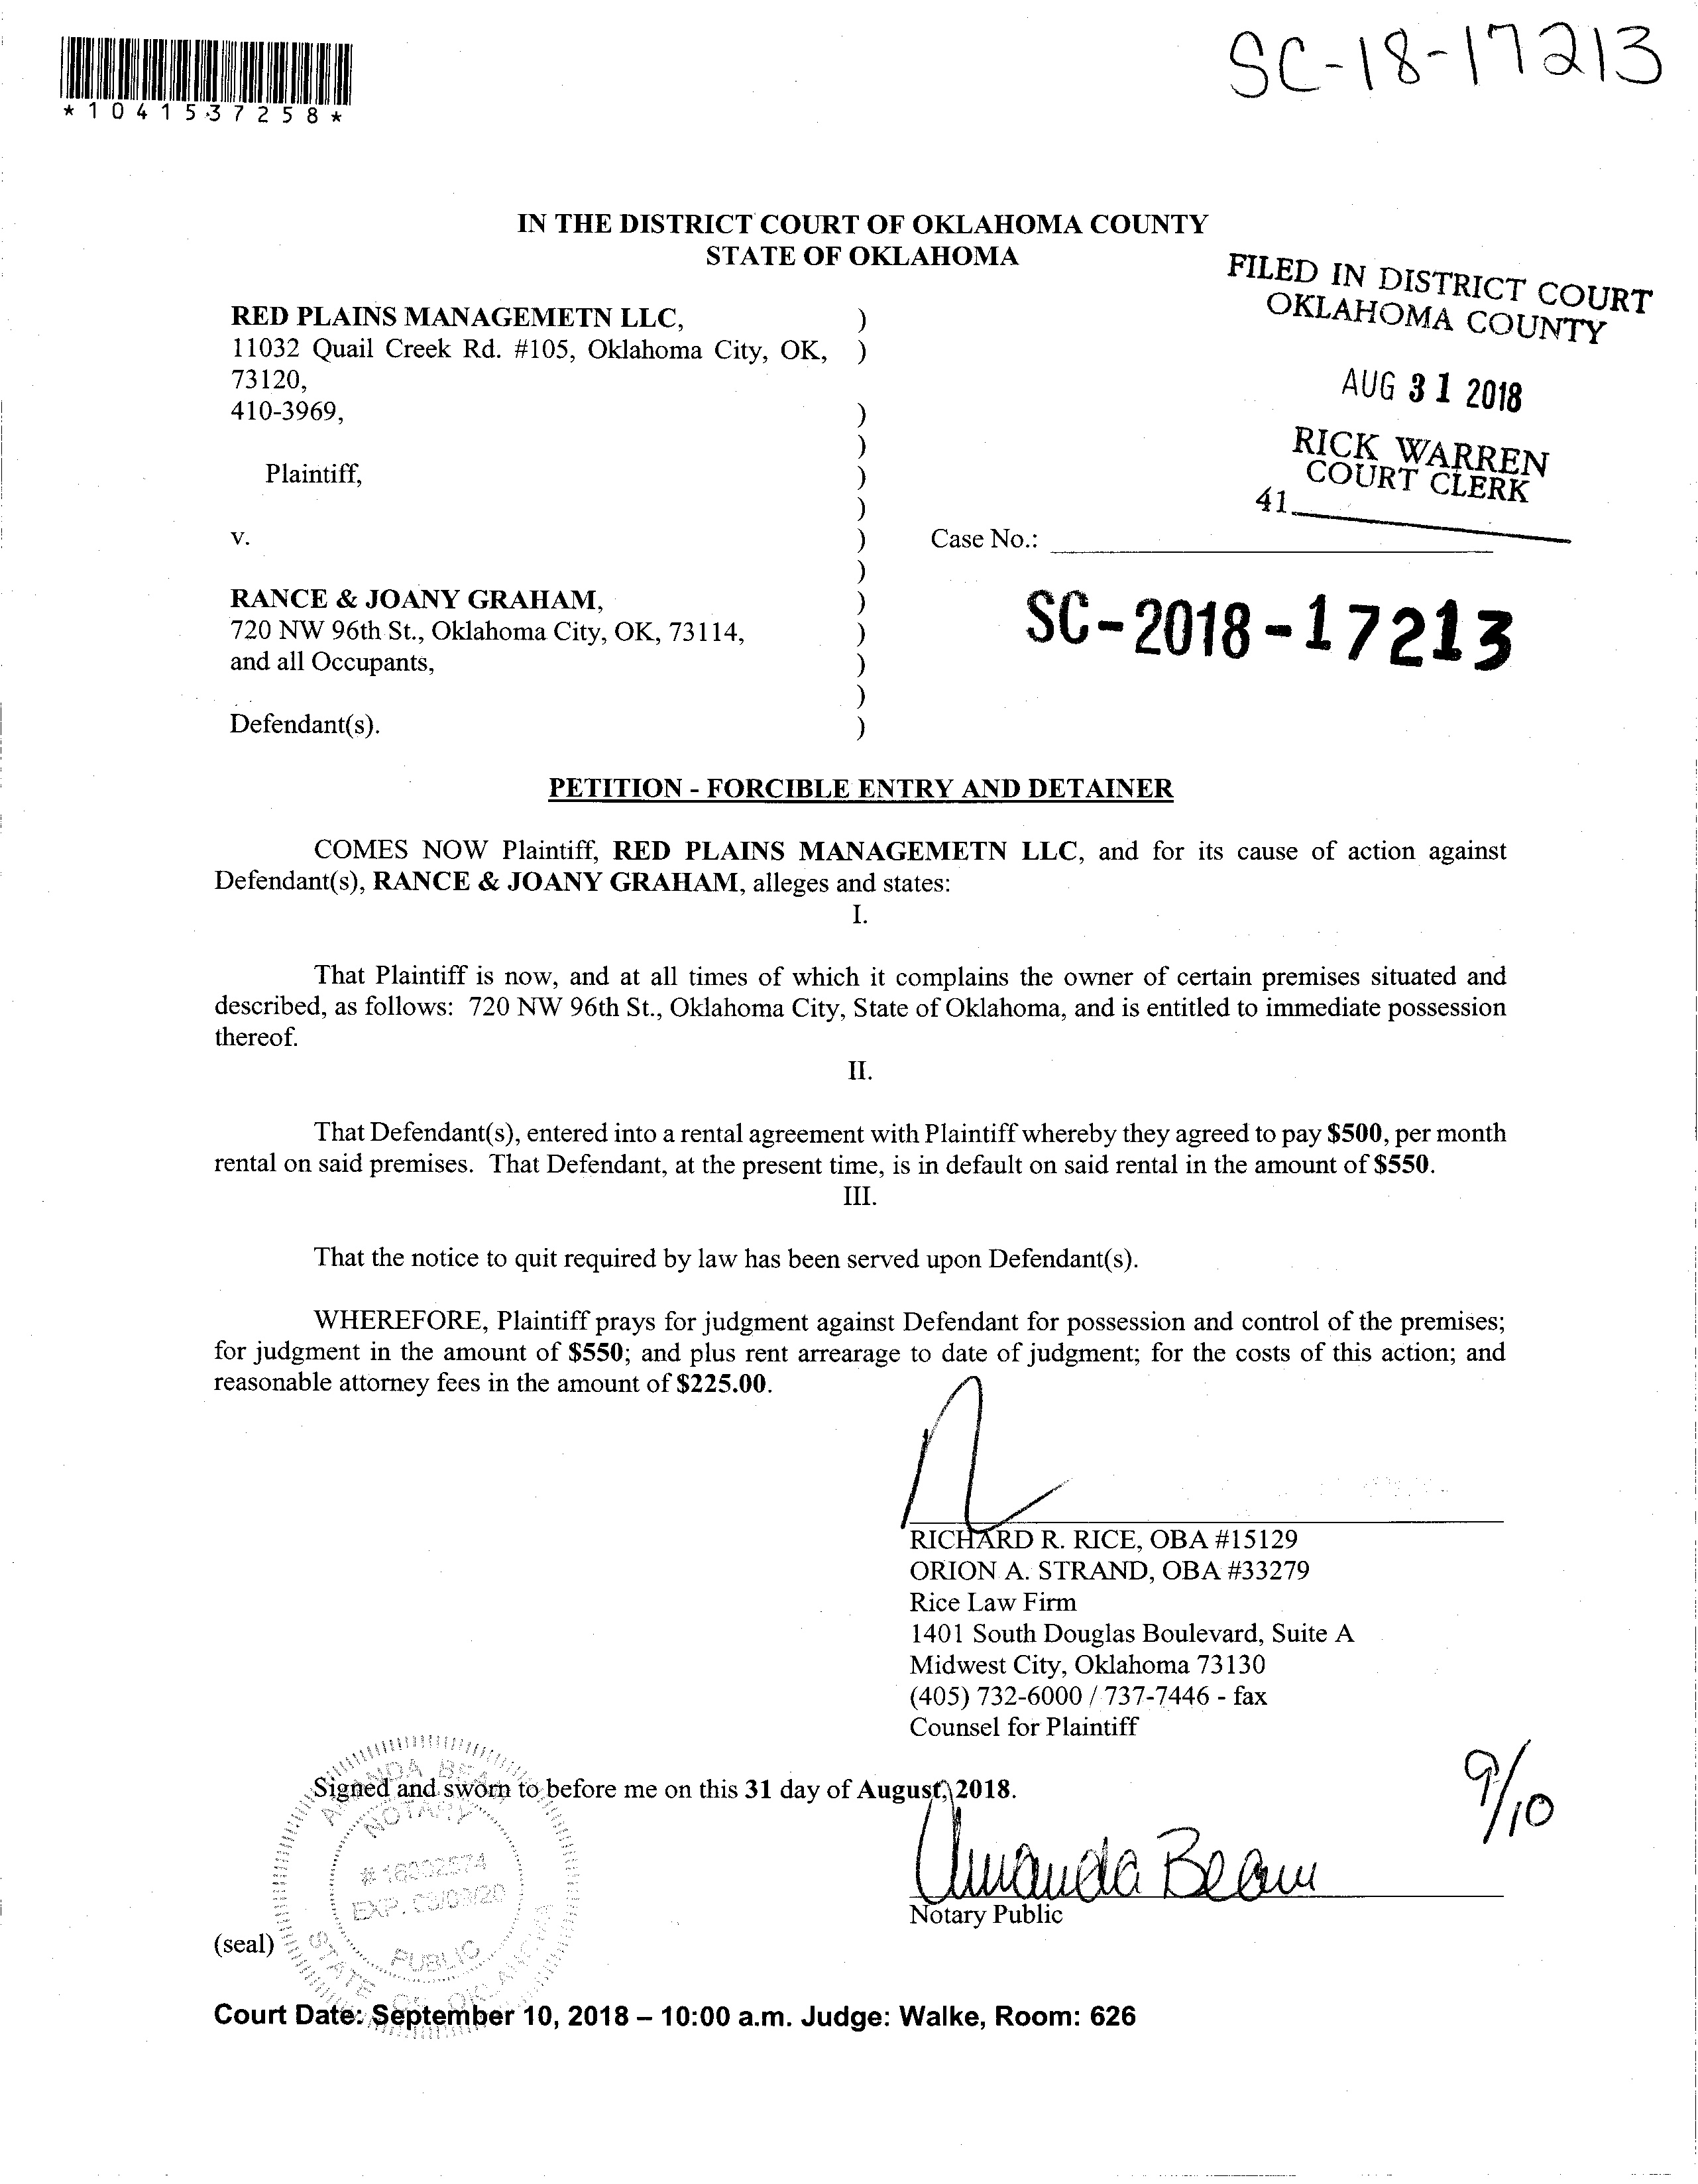 SC-18-17213
*1041537258*
IN THE DISTRICT COURT OF OKLAHOMA COUNTY
STATE OF OKLAHOMA
FILED IN DISTRICT COURT
OKLAHOMA COUNTY
AUG 31 2018
RICK WARREN
COURT CLERK
41
RED PLAINS MANAGEMETN LLC, )
11032 Quail Creek Rd. #105, Oklahoma City, OK, )
73120,
410-3969, )
)
Plaintiff, )
)
v. ) Case No.:
)
RANCE & JOANY GRAHAM, )
720 NW 96th St., Oklahoma City, OK, 73114, )
and all Occupants, )
)
Defendant(s). )
SC-2018-17213
PETITION - FORCIBLE ENTRY AND DETAINER
COMES NOW Plaintiff, RED PLAINS MANAGEMETN LLC, and for its cause of action against
Defendant(s), RANCE & JOANY GRAHAM, alleges and states:
I.
That Plaintiff is now, and at all times of which it complains the owner of certain premises situated and
described, as follows: 720 NW 96th St., Oklahoma City, State of Oklahoma, and is entitled to immediate possession
thereof.
II.
That Defendant(s), entered into a rental agreement with Plaintiff whereby they agreed to pay $500, per month
rental on said premises. That Defendant, at the present time, is in default on said rental in the amount of $550.
III.
That the notice to quit required by law has been served upon Defendant(s).
WHEREFORE, Plaintiff prays for judgment against Defendant for possession and control of the premises;
for judgment in the amount of $550; and plus rent arrearage to date of judgment; for the costs of this action; and
reasonable attorney fees in the amount of $225.00.
RICHARD R. RICE, OBA #15129
ORION A. STRAND, OBA #33279
Rice Law Firm
1401 South Douglas Boulevard, Suite A
Midwest City, Oklahoma 73130
(405) 732-6000 / 737-7446 - fax
Counsel for Plaintiff
9/10
Signed and sworn to before me on this 31 day of August, 2018.
Amanda Beam
Notary Public
AMANDA BEAM
NOTARY
# 16002574
EXP.
PUBLIC
STATE OF OKLAHOMA
(seal)
Court Date: September 10, 2018 – 10:00 a.m. Judge: Walke, Room: 626